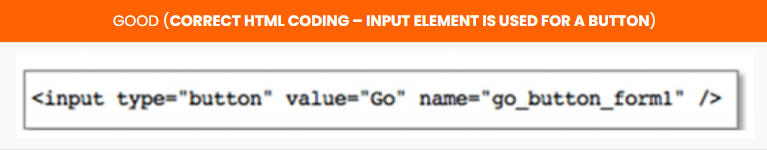 GOOD (CORRECT HTML CODING – INPUT ELEMENT IS USED FOR A BUTTON)
<input type="button" value="Go" name="go_button_form1" />